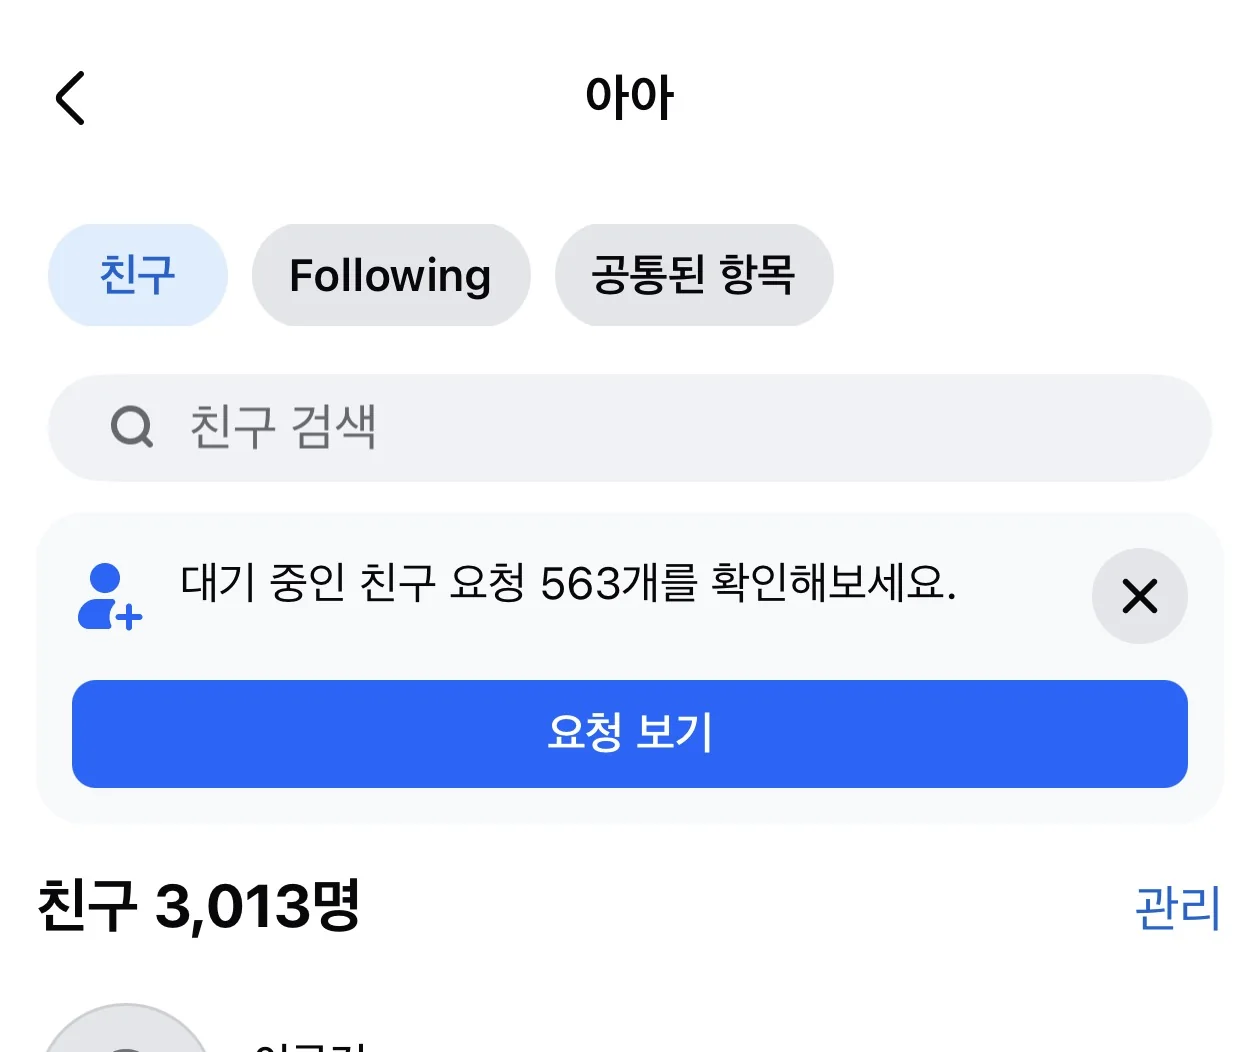 아아
친구 Following 공통된 항목
친구 검색
대기 중인 친구 요청 563개를 확인해보세요.
요청 보기
친구 3,013명 관리